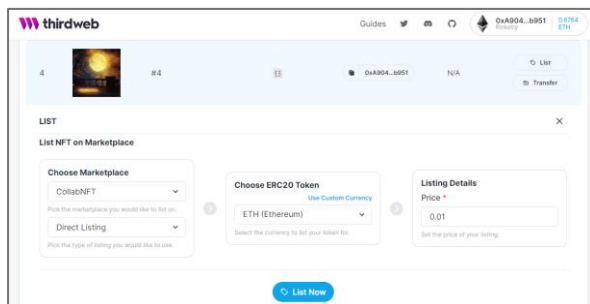 thirdweb
Guides
0xA904...b951
Rinkeby
0.6764
ETH
4
#4
0xA904...b951
N/A
List
Transfer
LIST
List NFT on Marketplace
Choose Marketplace
CollabNFT
Pick the marketplace you would like to list on.
Direct Listing
Pick the type of listing you would like to use.
Choose ERC20 Token
Use Custom Currency
ETH (Ethereum)
Select the currency to list your token for.
Listing Details
Price *
0.01
Set the price of your listing.
List Now